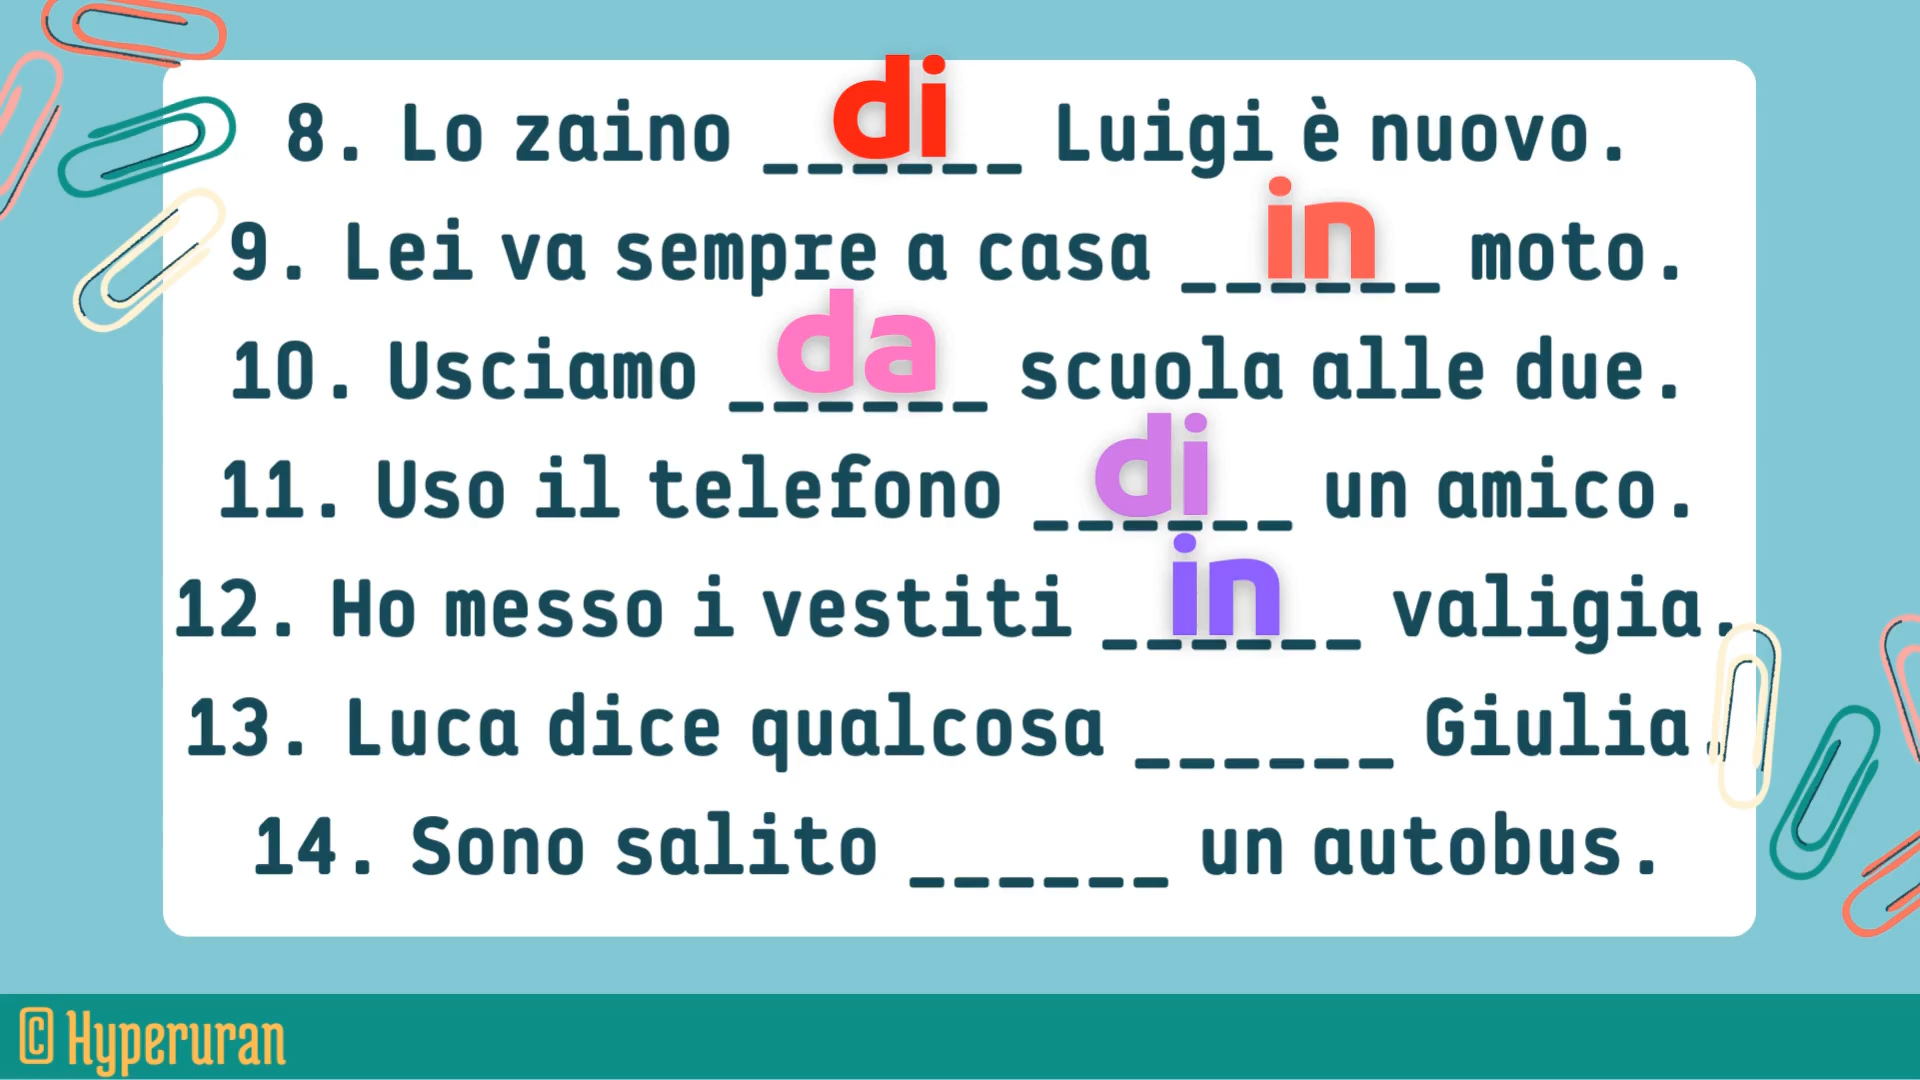 8. Lo zaino __di__ Luigi è nuovo.
9. Lei va sempre a casa __in__ moto.
10. Usciamo __da__ scuola alle due.
11. Uso il telefono __di__ un amico.
12. Ho messo i vestiti __in__ valigia.
13. Luca dice qualcosa ______ Giulia.
14. Sono salito ______ un autobus.
© Hyperuran